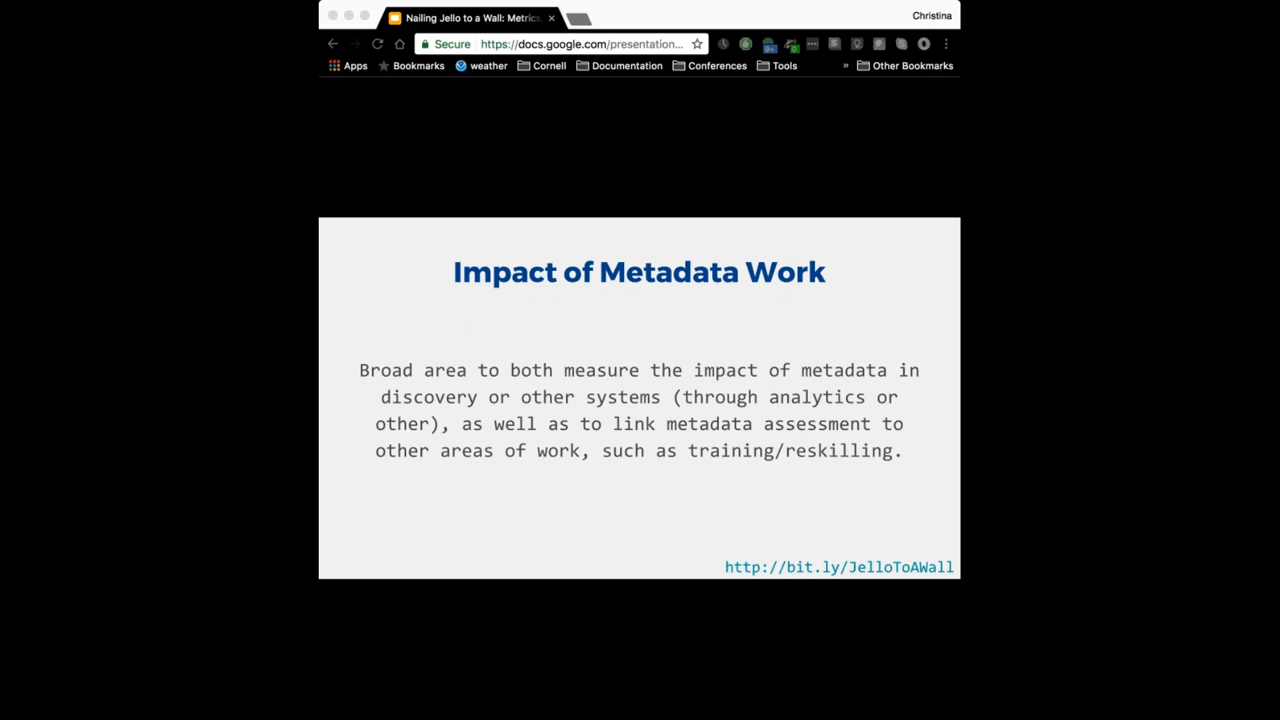 Nailing Jello to a Wall: Metrics,
Christina
Secure https://docs.google.com/presentation...
Apps Bookmarks weather Cornell Documentation Conferences Tools » Other Bookmarks
Impact of Metadata Work
Broad area to both measure the impact of metadata in
discovery or other systems (through analytics or
other), as well as to link metadata assessment to
other areas of work, such as training/reskilling.
http://bit.ly/JelloToAWall